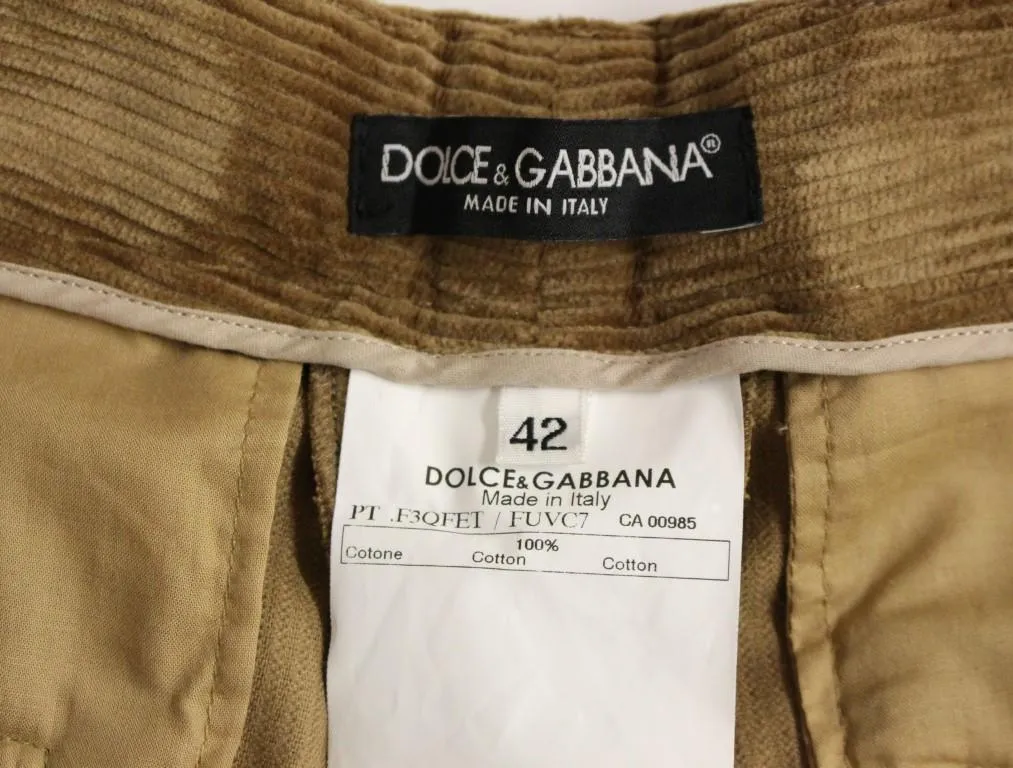 DOLCE & GABBANA®
MADE IN ITALY
42
DOLCE&GABBANA
Made in Italy
PT .F3QFET / FUVC7 CA 00985
100%
Cotone Cotton Cotton